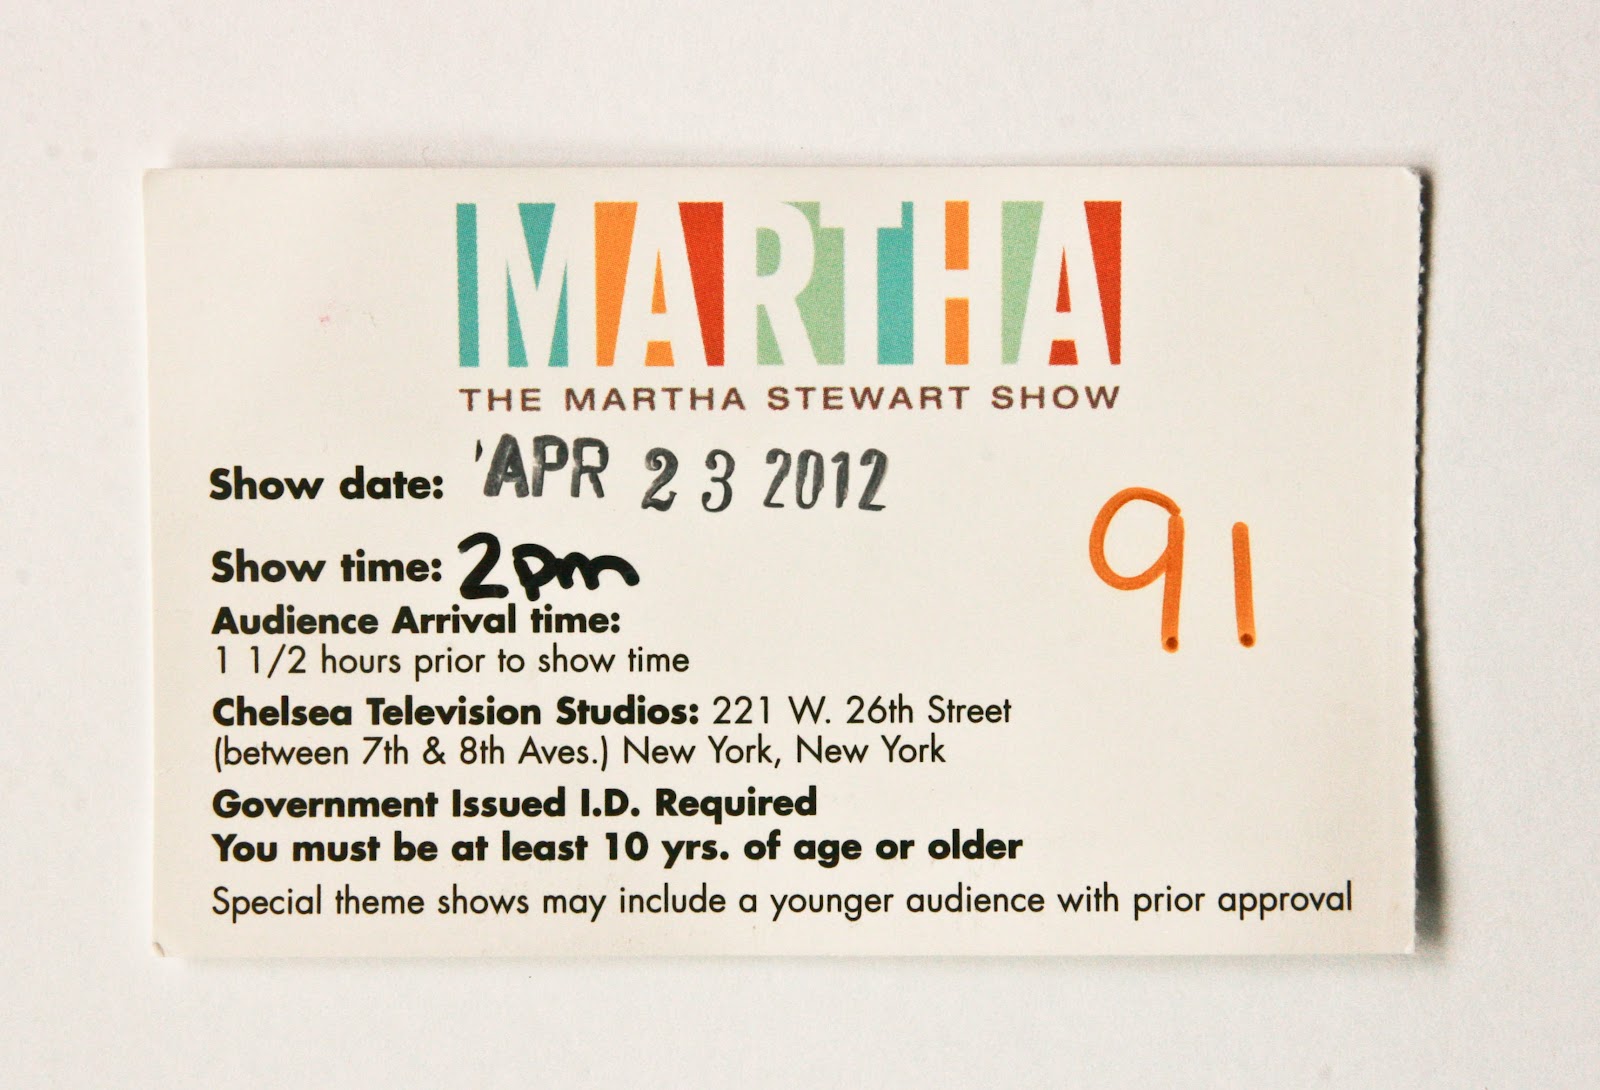 MARTHA
THE MARTHA STEWART SHOW
Show date: APR 23 2012
Show time: 2pm
91
Audience Arrival time:
1 1/2 hours prior to show time
Chelsea Television Studios: 221 W. 26th Street
(between 7th & 8th Aves.) New York, New York
Government Issued I.D. Required
You must be at least 10 yrs. of age or older
Special theme shows may include a younger audience with prior approval